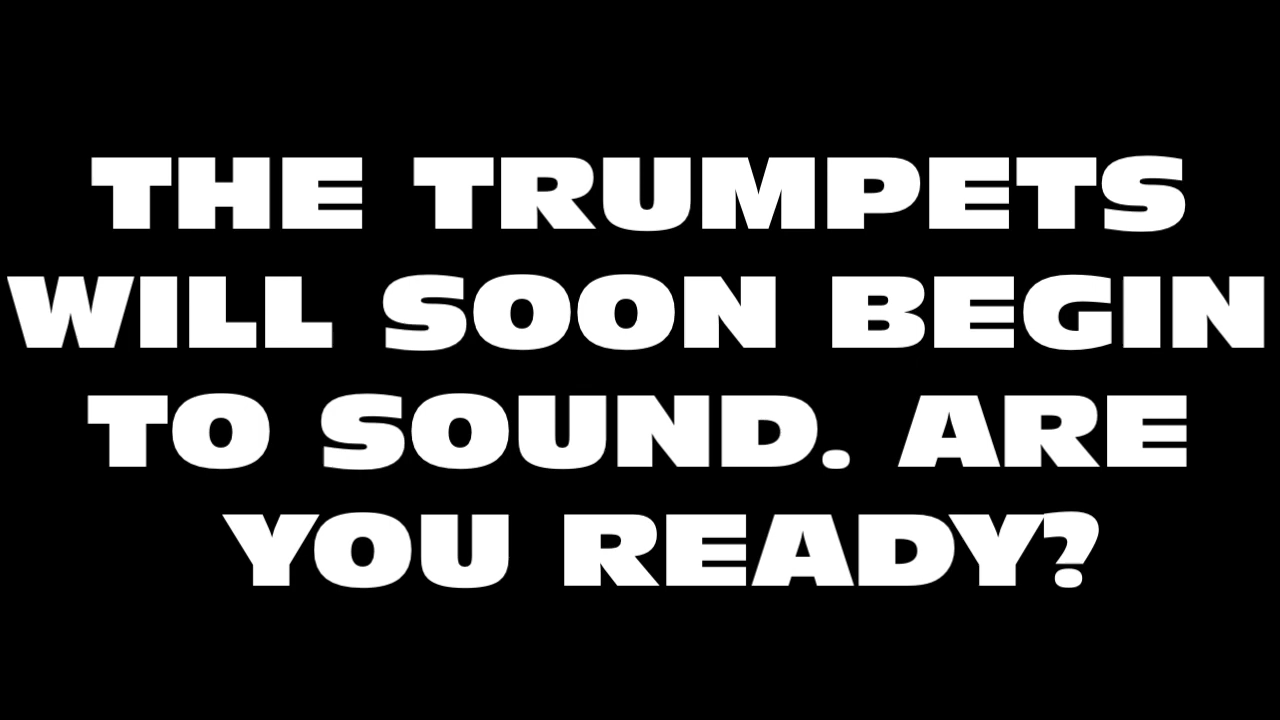 THE TRUMPETS
WILL SOON BEGIN
TO SOUND. ARE
YOU READY?